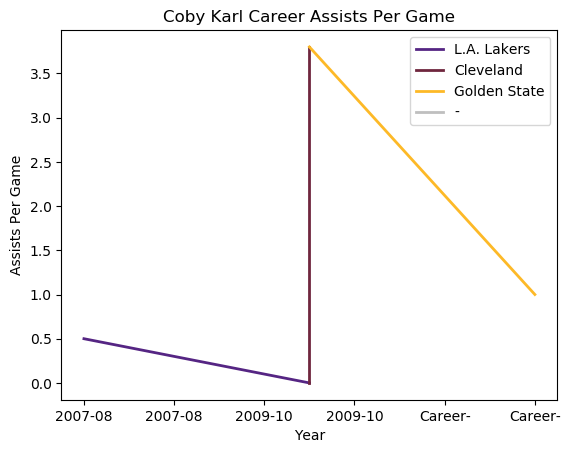 Coby Karl Career Assists Per Game
L.A. Lakers
Cleveland
Golden State
-
Assists Per Game
3.5
3.0
2.5
2.0
1.5
1.0
0.5
0.0
2007-08 2007-08 2009-10 2009-10 Career- Career-
Year